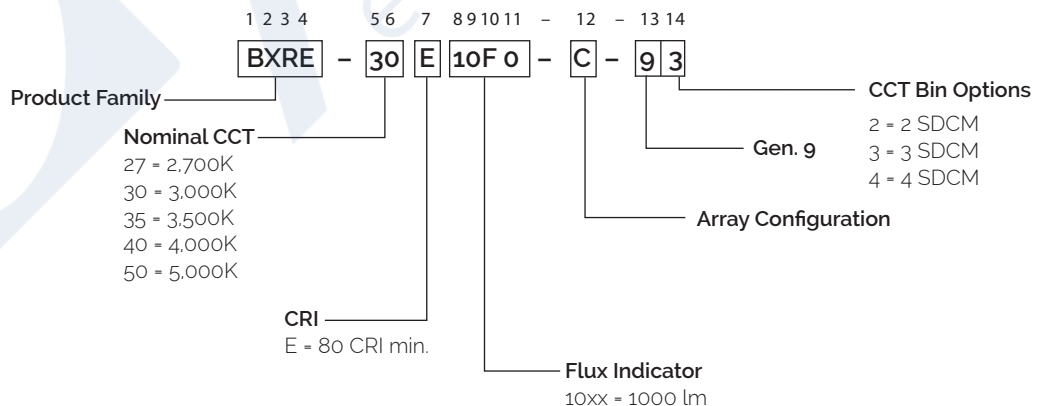 1 2 3 4 5 6 7 8 9 10 11 – 12 – 13 14
BXRE – 30 E 10F 0 – C – 9 3
Product Family
Nominal CCT
27 = 2,700K
30 = 3,000K
35 = 3,500K
40 = 4,000K
50 = 5,000K
CRI
E = 80 CRI min.
Flux Indicator
10xx = 1000 lm
Array Configuration
Gen. 9
CCT Bin Options
2 = 2 SDCM
3 = 3 SDCM
4 = 4 SDCM